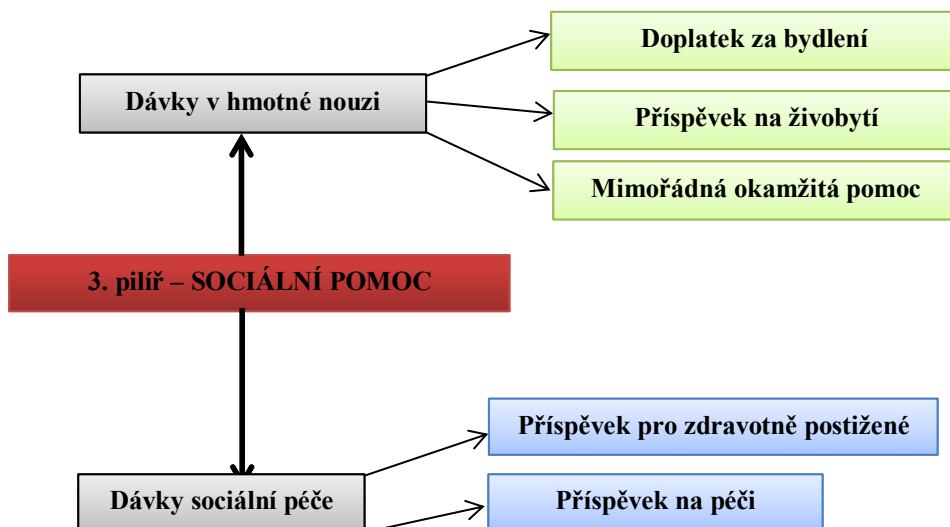 Doplatek za bydlení
Dávky v hmotné nouzi
Příspěvek na živobytí
Mimořádná okamžitá pomoc
3. pilíř – SOCIÁLNÍ POMOC
Příspěvek pro zdravotně postižené
Dávky sociální péče
Příspěvek na péči